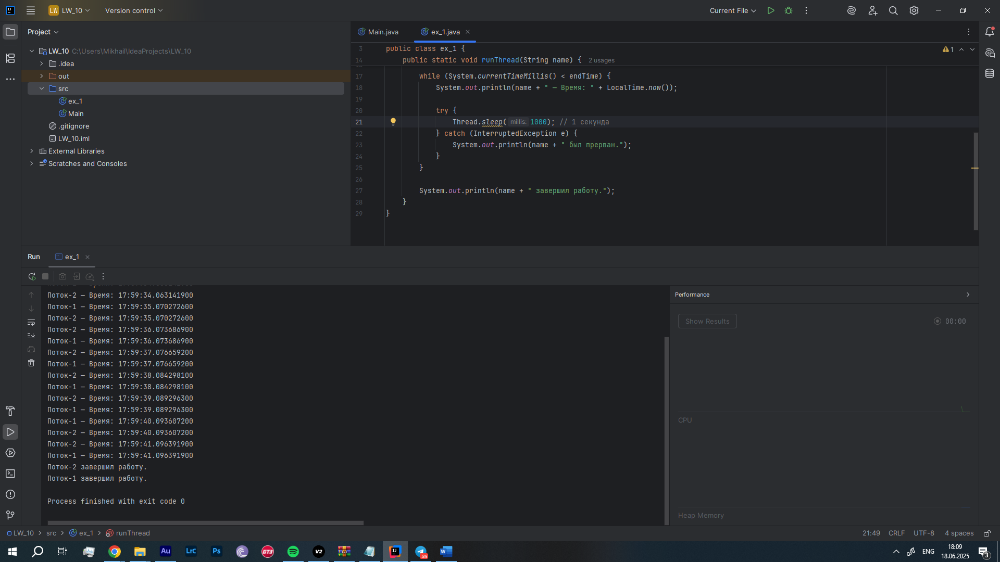 LW LW_10 Version control Current File
Project
LW_10 C:\Users\Mikhail\IdeaProjects\LW_10
.idea
out
src
ex_1
Main
.gitignore
LW_10.iml
External Libraries
Scratches and Consoles
Main.java ex_1.java
3 public class ex_1 {
14 public static void runThread(String name) { 2 usages
1
17 while (System.currentTimeMillis() < endTime) {
18 System.out.println(name + " — Время: " + LocalTime.now());
19
20 try {
21 Thread.sleep( millis: 1000); // 1 секунда
22 } catch (InterruptedException e) {
23 System.out.println(name + " был прерван.");
24 }
25 }
26
27 System.out.println(name + " завершил работу.");
28 }
29 }
Run ex_1
Поток-2 — Время: 17:59:34.063141900
Поток-1 — Время: 17:59:35.070272600
Поток-2 — Время: 17:59:35.070272600
Поток-2 — Время: 17:59:36.073686900
Поток-1 — Время: 17:59:36.073686900
Поток-2 — Время: 17:59:37.076659200
Поток-1 — Время: 17:59:37.076659200
Поток-2 — Время: 17:59:38.084298100
Поток-1 — Время: 17:59:38.084298100
Поток-2 — Время: 17:59:39.089296300
Поток-1 — Время: 17:59:39.089296300
Поток-1 — Время: 17:59:40.093607200
Поток-2 — Время: 17:59:40.093607200
Поток-2 — Время: 17:59:41.096391900
Поток-1 — Время: 17:59:41.096391900
Поток-2 завершил работу.
Поток-1 завершил работу.
Process finished with exit code 0
Performance
Show Results 00:00
CPU
Heap Memory
LW_10 src ex_1 runThread
21:49 CRLF UTF-8 4 spaces
Au LrC Ps GT3 V2 IJ 89 W
ENG
18:09
18.06.2025
3